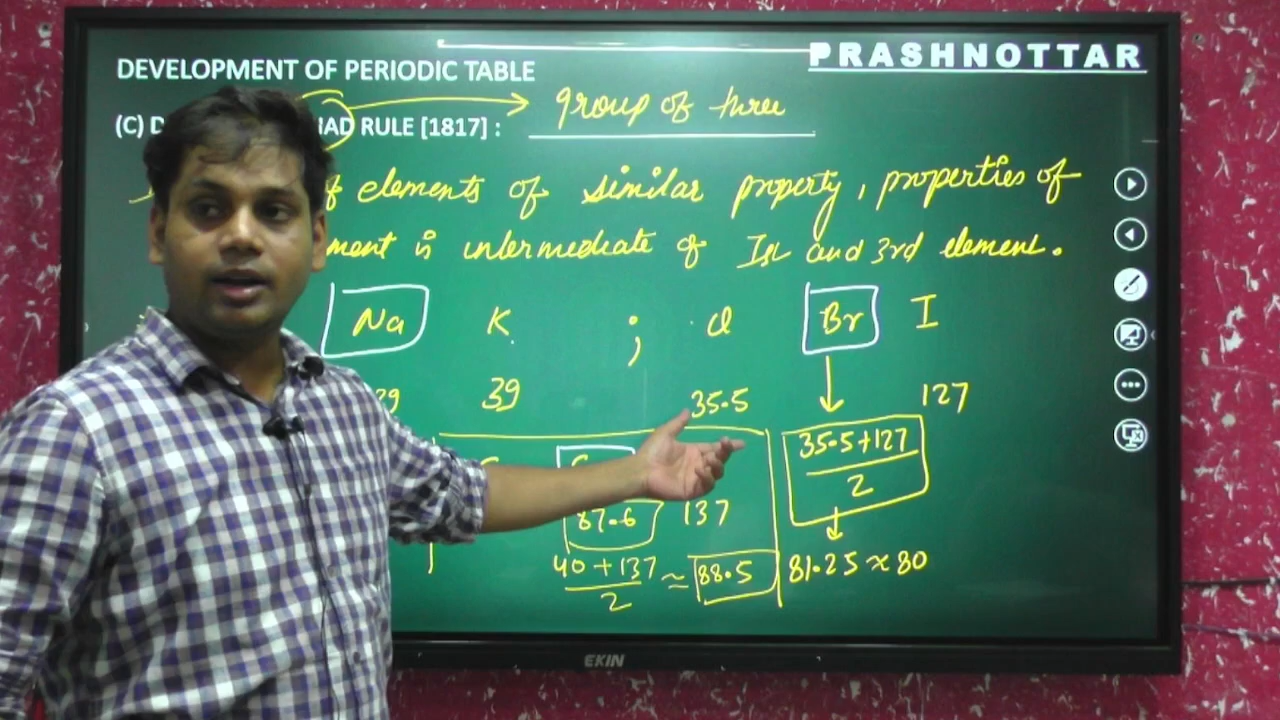 PRASHNOTTAR
DEVELOPMENT OF PERIODIC TABLE
group of three
(C) D RULE [1817] :
of elements of similar property, properties of
is intermediate of Ist and 3rd element.
Na K ; Cl Br I
39 35.5 127
35.5+127
2
87.6 137
40 + 137
2
≈ 88.5
81.25 ≈ 80
EKIN